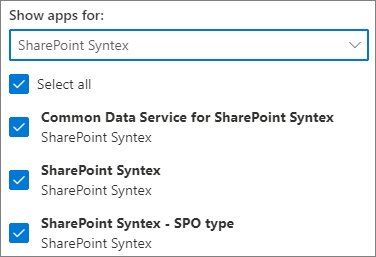 Show apps for:
SharePoint Syntex
Select all
Common Data Service for SharePoint Syntex
SharePoint Syntex
SharePoint Syntex
SharePoint Syntex
SharePoint Syntex - SPO type
SharePoint Syntex